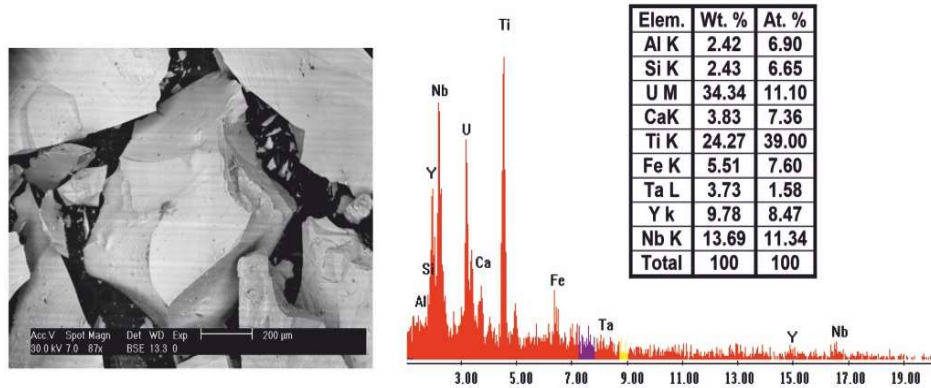 Acc.V Spot Magn Det WD Exp 200 µm
30.0 kV 7.0 87x BSE 13.3 0
Ti
Nb
U
Y
Si
Al
Ca
Fe
Ta
Y
Nb
3.00 5.00 7.00 9.00 11.00 13.00 15.00 17.00 19.00
Elem. Wt. % At. %
Al K 2.42 6.90
Si K 2.43 6.65
U M 34.34 11.10
CaK 3.83 7.36
Ti K 24.27 39.00
Fe K 5.51 7.60
Ta L 3.73 1.58
Y k 9.78 8.47
Nb K 13.69 11.34
Total 100 100